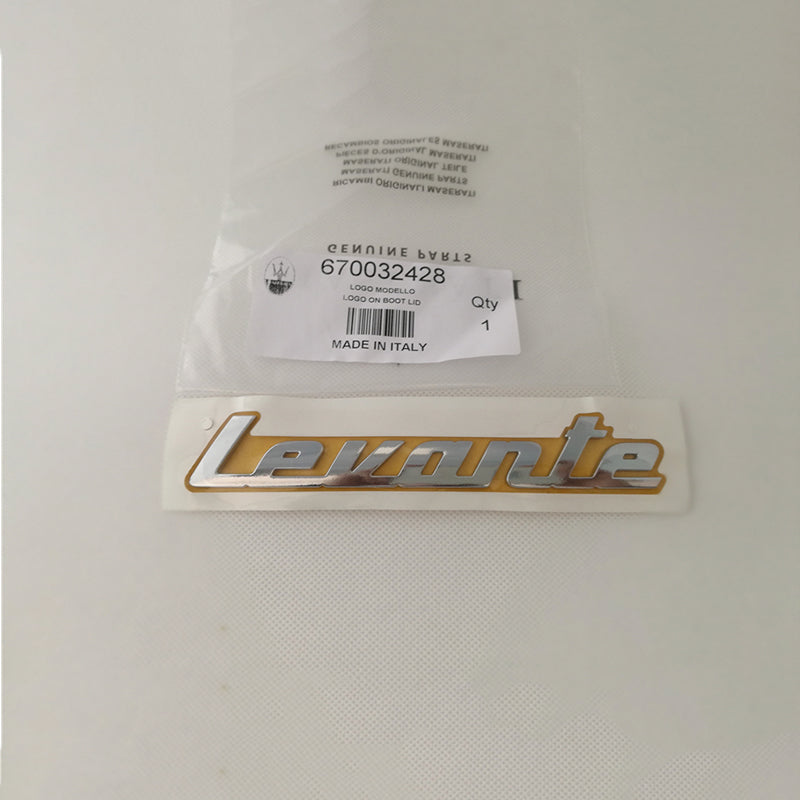 RECAMBIOS ORIGINALES MASERATI
PIECES D'ORIGINAL MASERATI
MASERATI ORIGINAL TEILE
MASERATI GENUINE PARTS
RICAMBI ORIGINALI MASERATI
GENUINE PARTS
670032428
LOGO MODELLO
LOGO ON BOOT LID
Qty
1
MADE IN ITALY
Levante